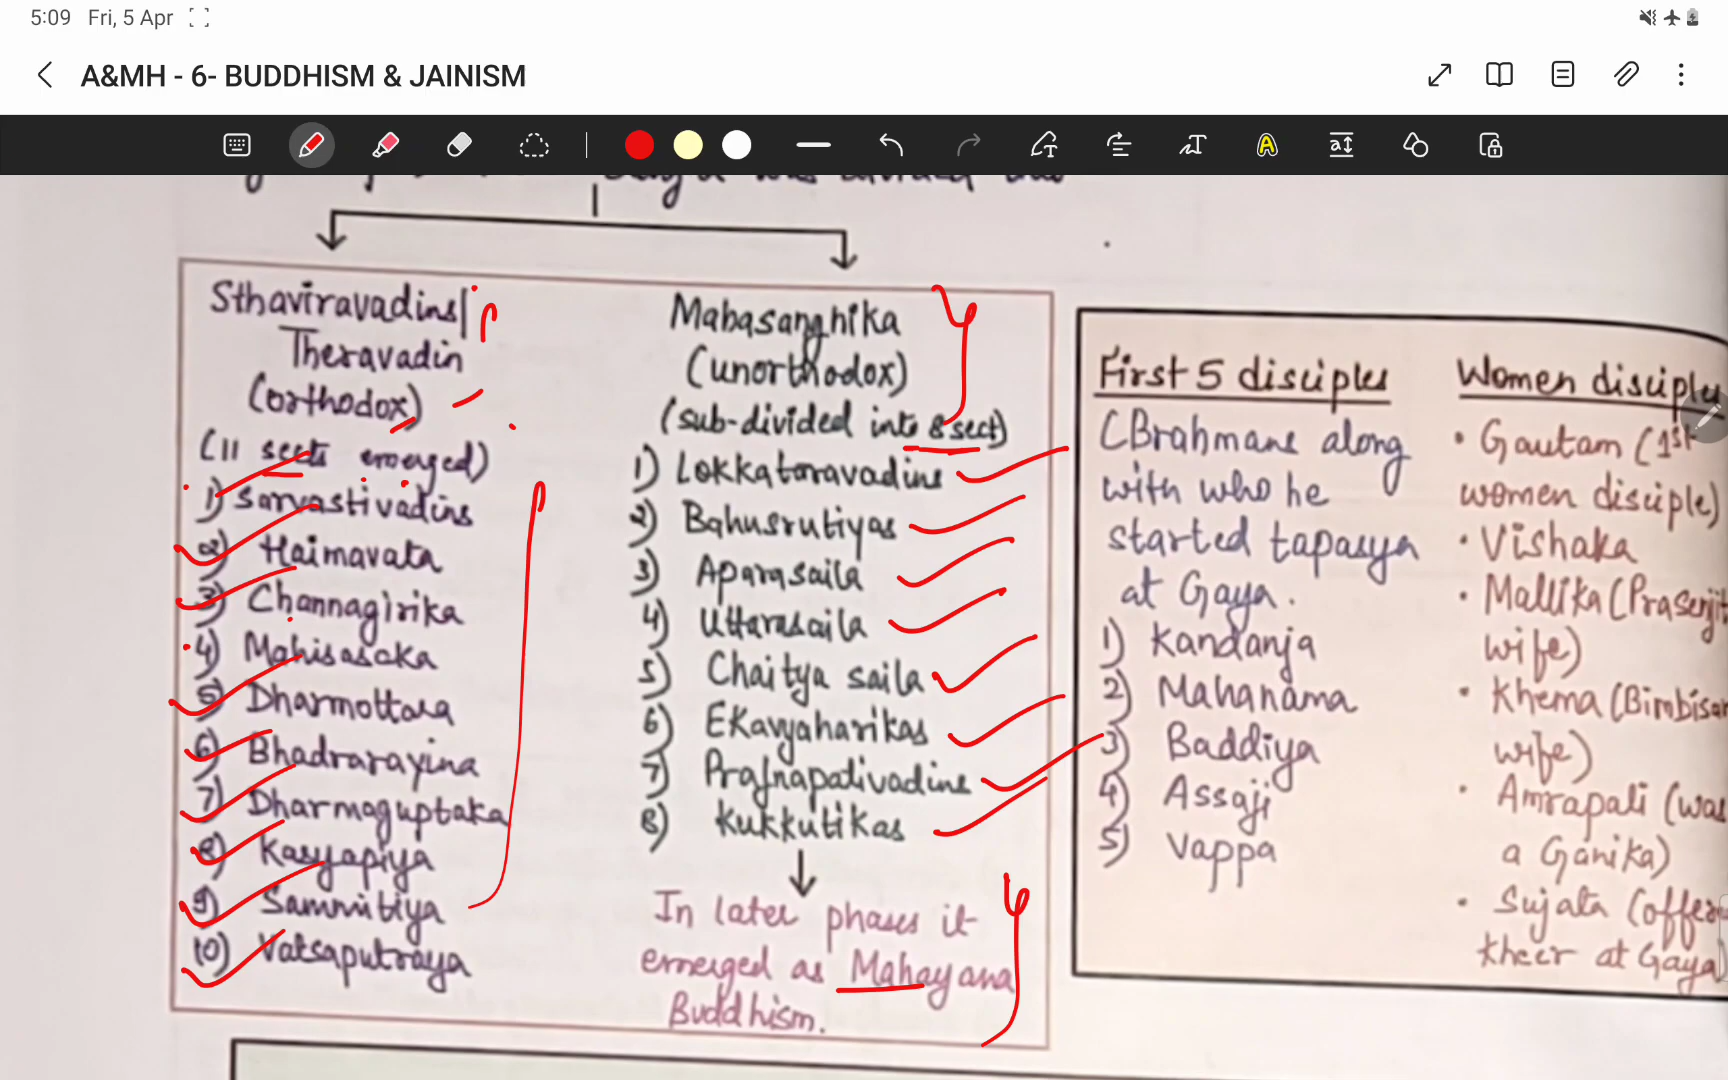 5:09 Fri, 5 Apr
A&MH - 6- BUDDHISM & JAINISM
Sthaviravadins/
Theravadin
(orthodox)
(11 sects emerged)
1) Sarvastivadins
2) Haimavata
3) Channagirika
4) Mahisasaka
5) Dharmottara
6) Bhadrarayina
7) Dharmaguptaka
8) Kasyapiya
9) Sammitiya
10) Vatsaputraya
Mahasanghika
(unorthodox)
(sub-divided into 8 sect)
1) Lokkatoravadins
2) Bahusrutiyas
3) Aparasaila
4) Uttarasaila
5) Chaitya saila
6) Ekavyaharikas
7) Prajnapativadins
8) Kukkutikas
In later phases it
emerged as Mahayana
Buddhism.
First 5 disciples
(Brahmans along
with who he
started tapasya
at Gaya.
1) Kandanja
2) Mahanama
3) Baddiya
4) Assaji
5) Vappa
Women disciple
• Gautam (1st
women disciple)
• Vishaka
• Mallika (Prasenjit
wife)
• Khema (Bimbisar
wife)
• Amrapali (was
a Ganika)
• Sujata (offere
kheer at Gaya)